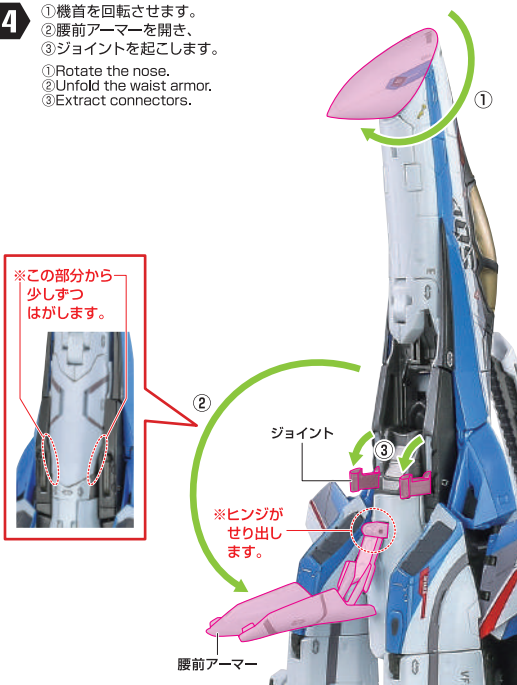 4
①機首を回転させます。
②腰前アーマーを開き、
③ジョイントを起こします。
①Rotate the nose.
②Unfold the waist armor.
③Extract connectors.
①
※この部分から
少しずつ
はがします。
②
ジョイント
③
※ヒンジが
せり出し
ます。
腰前アーマー